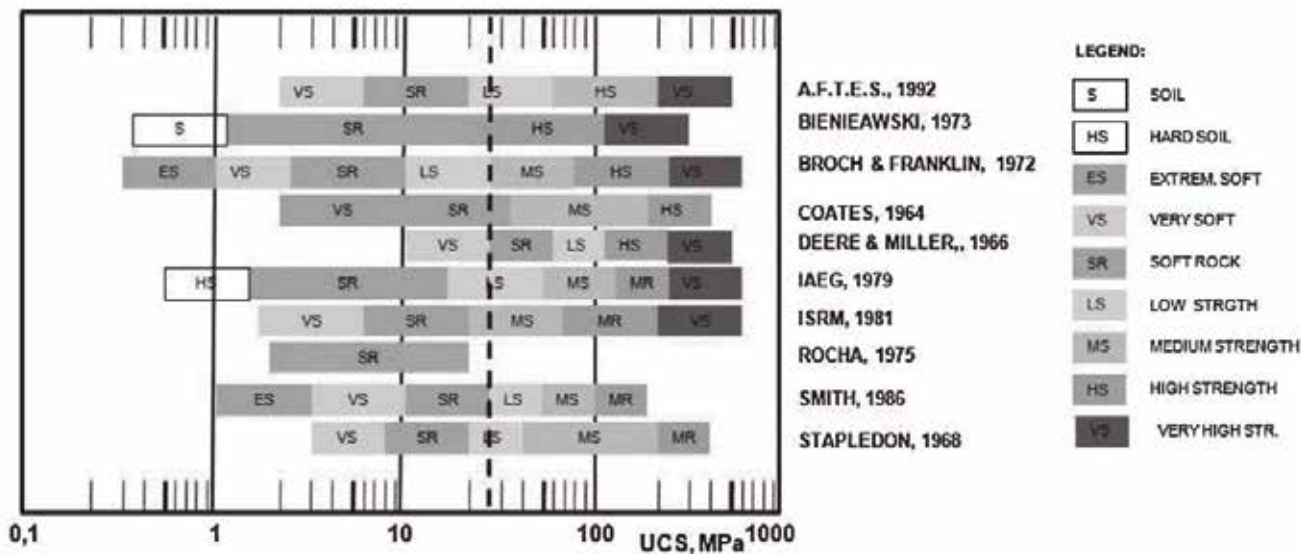 VS SR LS HS VS A.F.T.E.S., 1992
S SR HS VS BIENIEAWSKI, 1973
ES VS SR LS MS HS VS BROCH & FRANKLIN, 1972
VS SR MS HS COATES, 1964
VS SR LS HS VS DEERE & MILLER,, 1966
HS SR LS MS MR VS IAEG, 1979
VS SR MS MR VS ISRM, 1981
SR ROCHA, 1975
ES VS SR LS MS MR SMITH, 1986
VS SR LS MS MR STAPLEDON, 1968
0,1 1 10 100 1000
UCS, MPa
LEGEND:
S SOIL
HS HARD SOIL
ES EXTREM. SOFT
VS VERY SOFT
SR SOFT ROCK
LS LOW STRGTH
MS MEDIUM STRENGTH
HS HIGH STRENGTH
VS VERY HIGH STR.